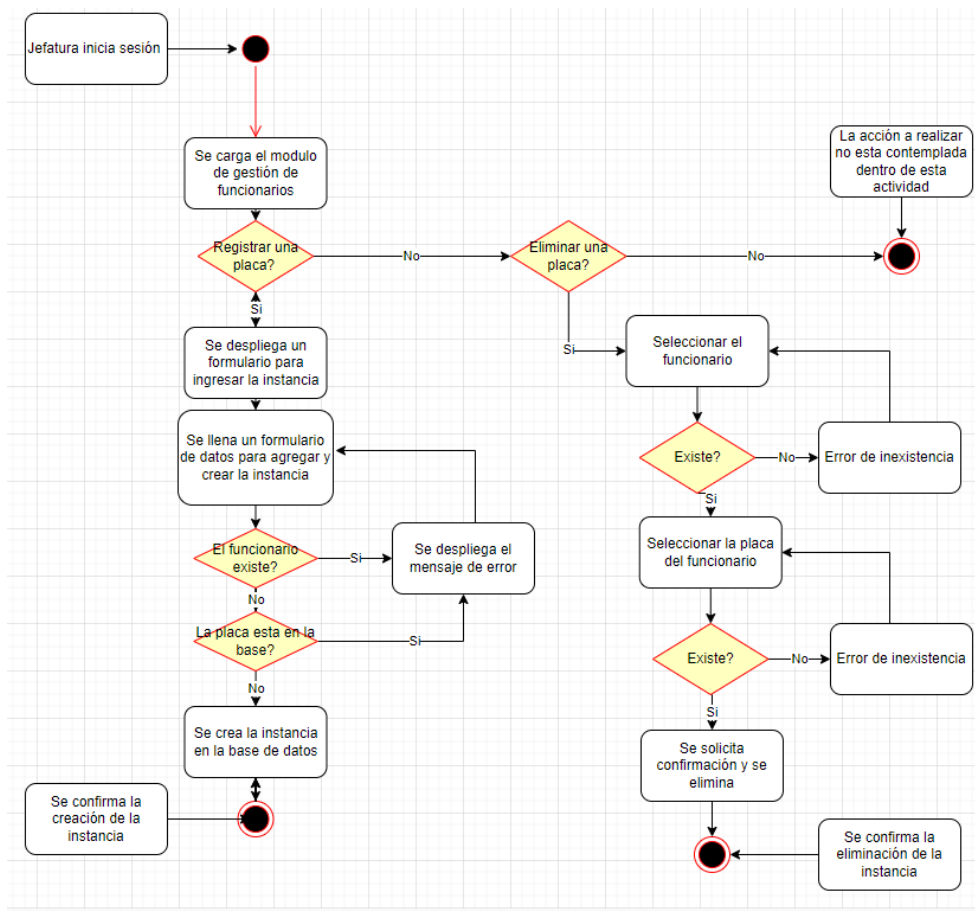 Jefatura inicia sesión
Se carga el modulo
de gestión de
funcionarios
La acción a realizar
no esta contemplada
dentro de esta
actividad
Registrar una
placa?
No
Eliminar una
placa?
No
Si
Si
Se despliega un
formulario para
ingresar la instancia
Seleccionar el
funcionario
Se llena un formulario
de datos para agregar y
crear la instancia
Existe?
No
Error de inexistencia
Si
El funcionario
existe?
Si
Se despliega el
mensaje de error
Seleccionar la placa
del funcionario
No
La placa esta en la
base?
Si
Existe?
No
Error de inexistencia
No
Si
Se crea la instancia
en la base de datos
Se solicita
confirmación y se
elimina
Se confirma la
creación de la
instancia
Se confirma la
eliminación de la
instancia